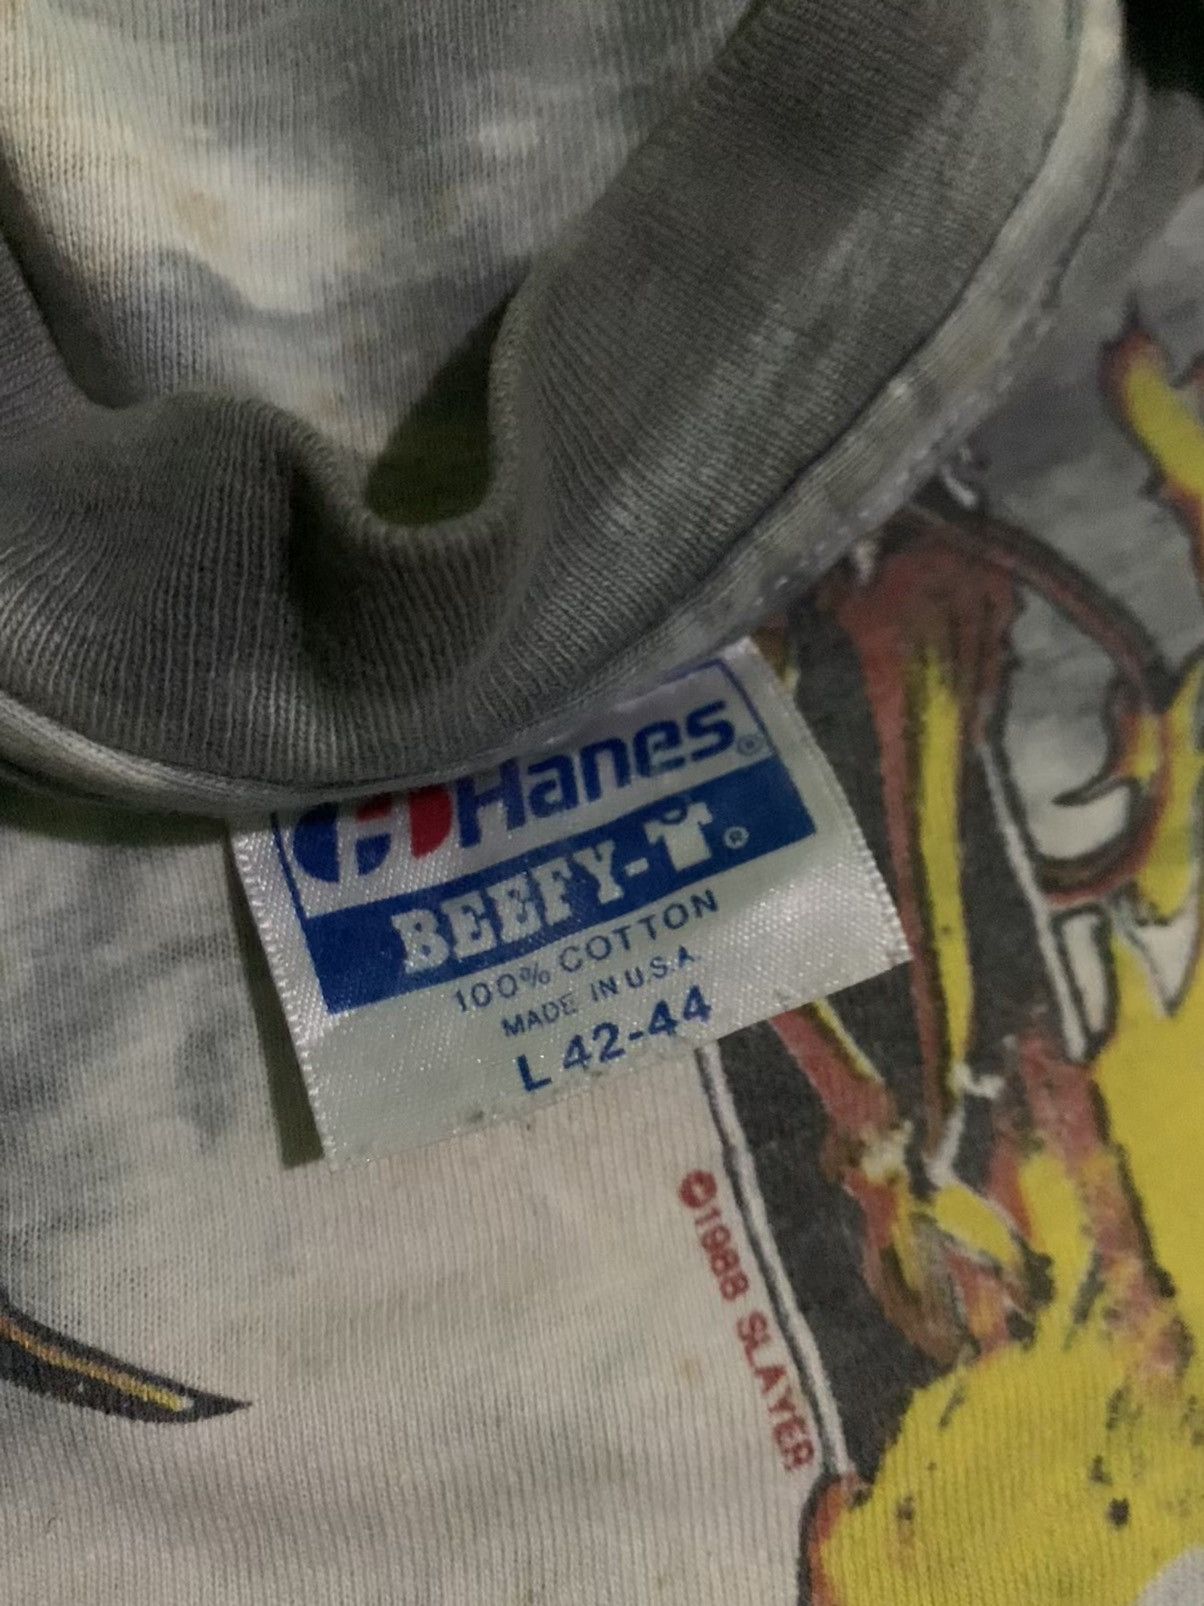 Hanes®
BEEFY-T®
100% COTTON
MADE IN U.S.A.
L 42-44
©1988 SLAYER